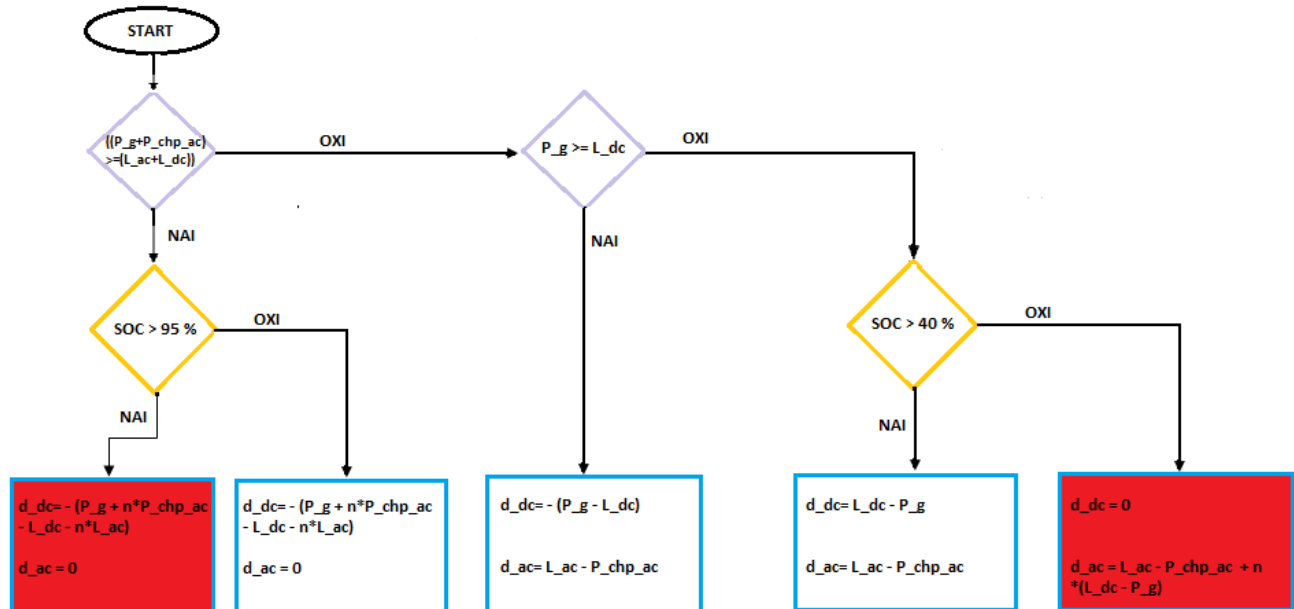 START
((P_g+P_chp_ac)
>=(L_ac+L_dc))
OXI
P_g >= L_dc
OXI
NAI
NAI
SOC > 95 %
OXI
SOC > 40 %
OXI
NAI
NAI
d_dc= - (P_g + n*P_chp_ac
- L_dc - n*L_ac)
d_ac = 0
d_dc= - (P_g + n*P_chp_ac
- L_dc - n*L_ac)
d_ac = 0
d_dc= - (P_g - L_dc)
d_ac= L_ac - P_chp_ac
d_dc= L_dc - P_g
d_ac= L_ac - P_chp_ac
d_dc = 0
d_ac = L_ac - P_chp_ac + n
*(L_dc - P_g)